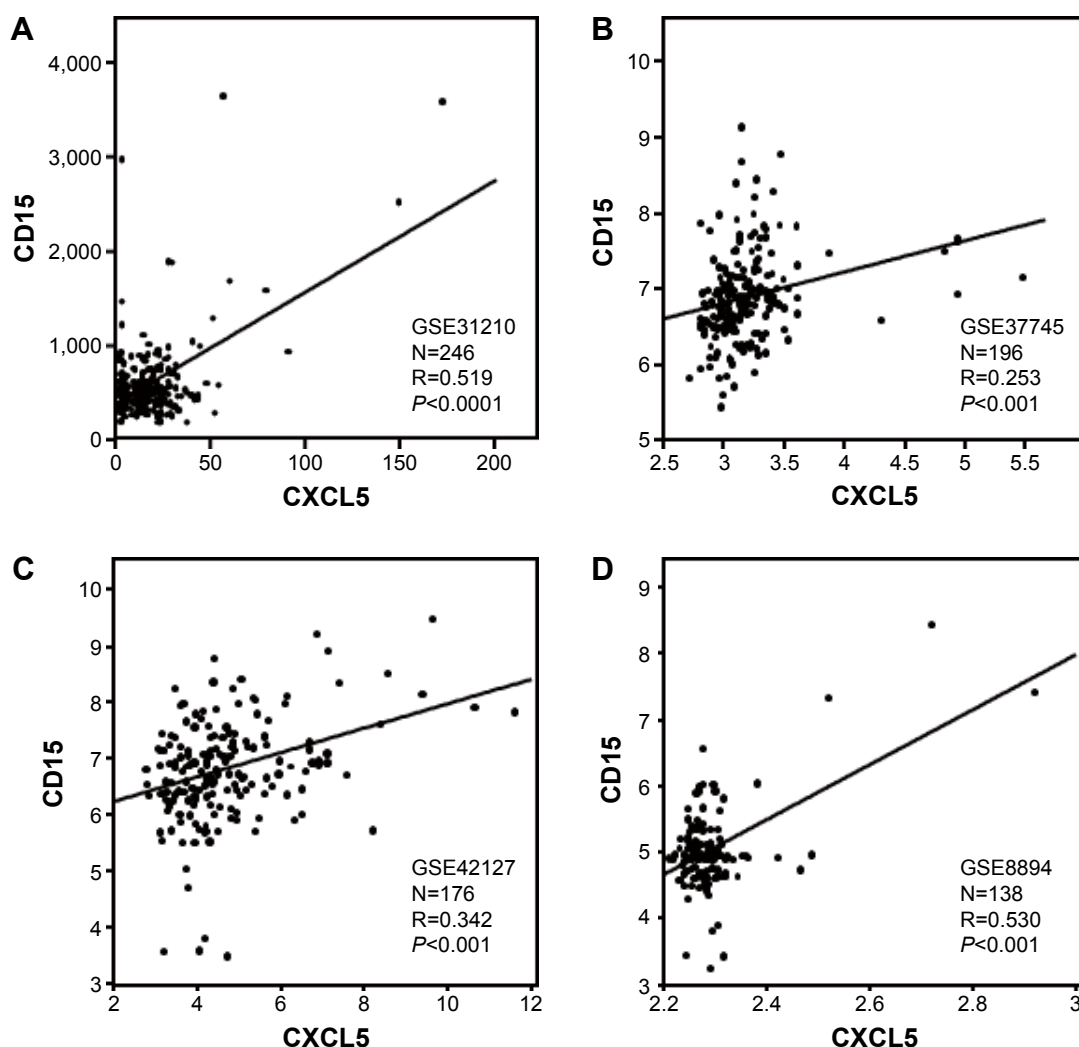 A
4,000
3,000
2,000
1,000
0
CD15
GSE31210
N=246
R=0.519
P<0.0001
0 50 100 150 200
CXCL5
B
10
9
8
7
6
5
CD15
GSE37745
N=196
R=0.253
P<0.001
2.5 3 3.5 4 4.5 5 5.5
CXCL5
C
10
9
8
7
6
5
4
3
CD15
GSE42127
N=176
R=0.342
P<0.001
2 4 6 8 10 12
CXCL5
D
9
8
7
6
5
4
3
CD15
GSE8894
N=138
R=0.530
P<0.001
2.2 2.4 2.6 2.8 3
CXCL5